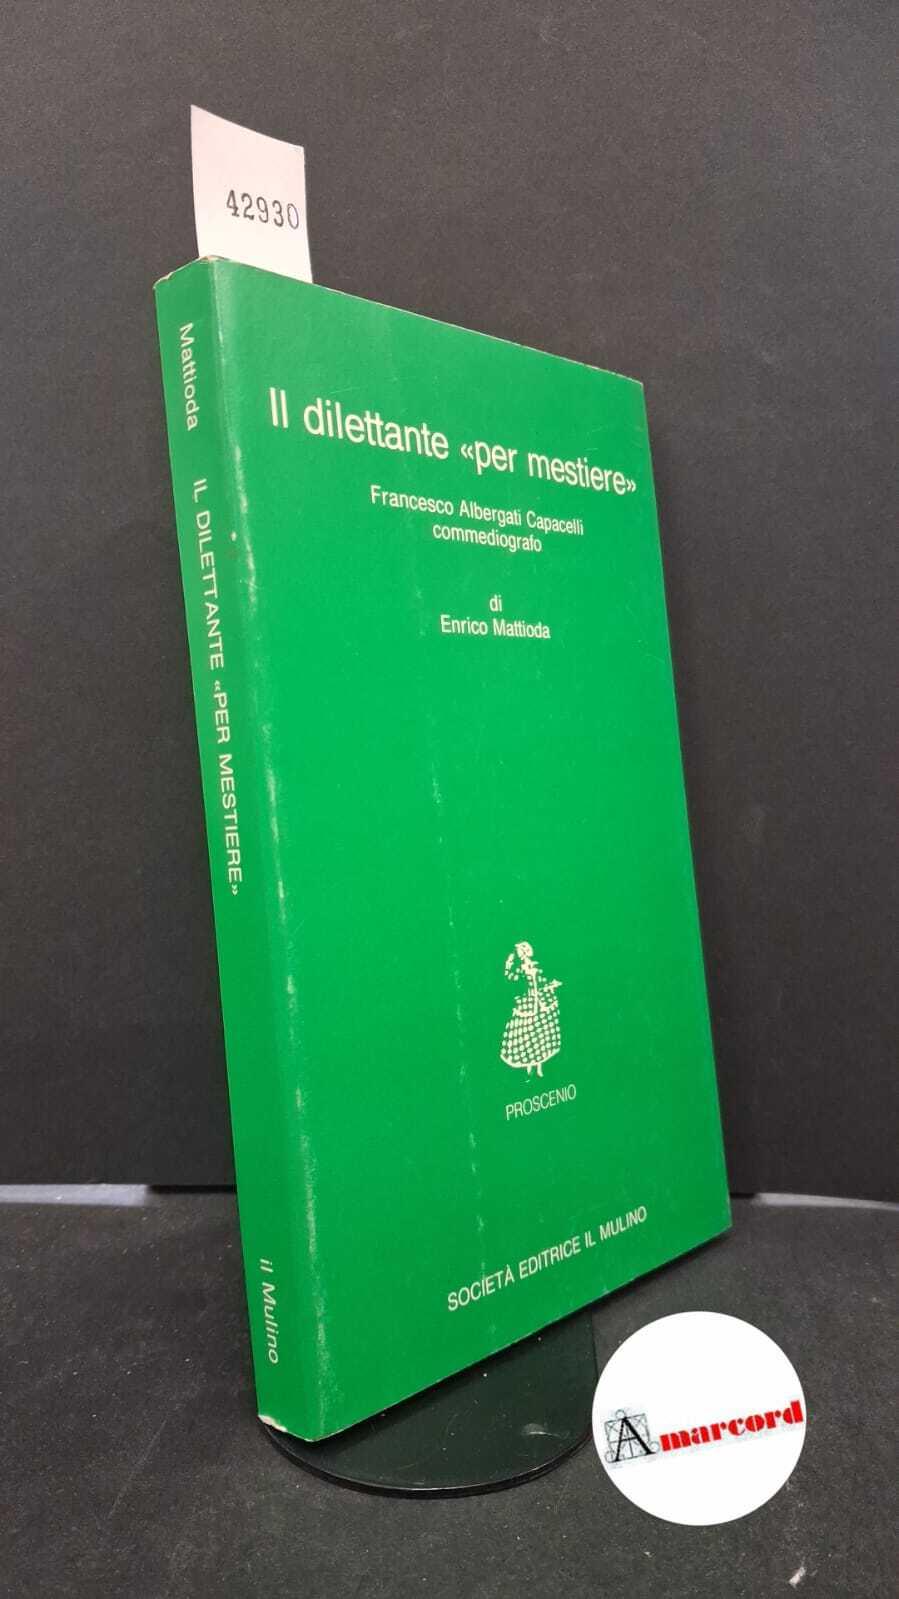 42930
Mattioda IL DILETTANTE «PER MESTIERE» il Mulino
Il dilettante «per mestiere»
Francesco Albergati Capacelli
commediografo
di
Enrico Mattioda
PROSCENIO
SOCIETÀ EDITRICE IL MULINO
Amarcord